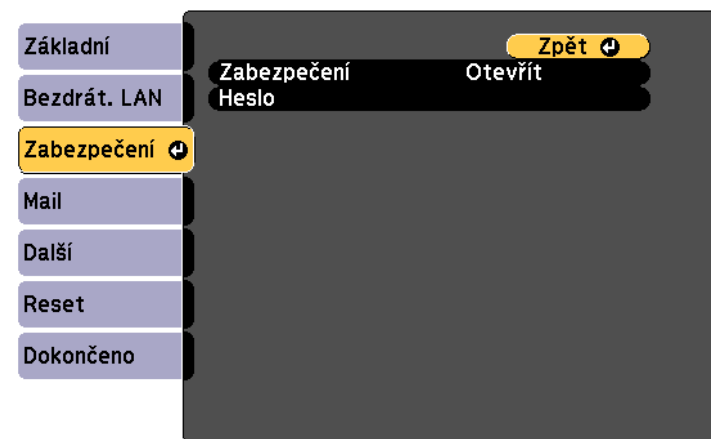 Základní
Bezdrát. LAN
Zabezpečení
Mail
Další
Reset
Dokončeno
Zpět
Zabezpečení Otevřít
Heslo